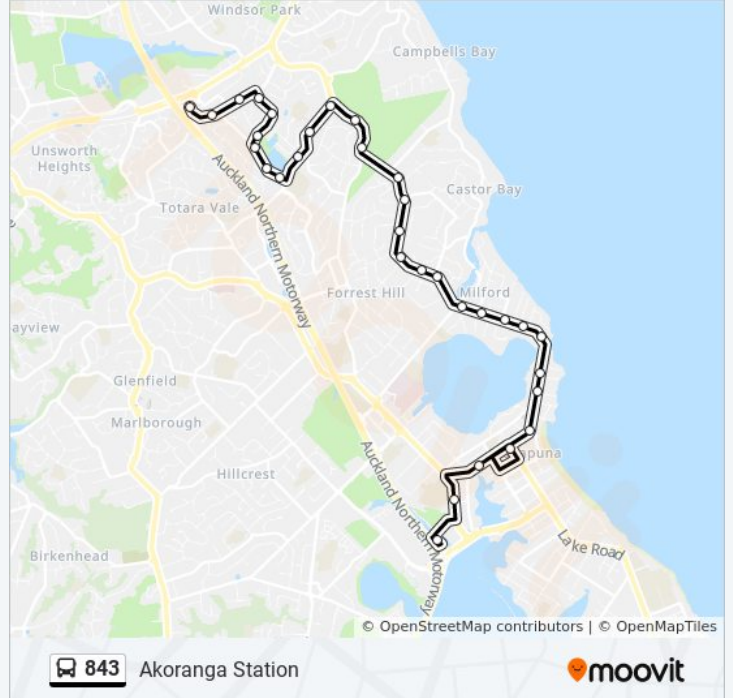 Windsor Park
Campbells Bay
Unsworth
Heights
Auckland Northern Motorway
Castor Bay
Totara Vale
Forrest Hill
Milford
ayview
Glenfield
Marlborough
apuna
Hillcrest
Auckland Northern Motorway
Lake Road
Birkenhead
© OpenStreetMap contributors | © OpenMapTiles
843 Akoranga Station
moovit